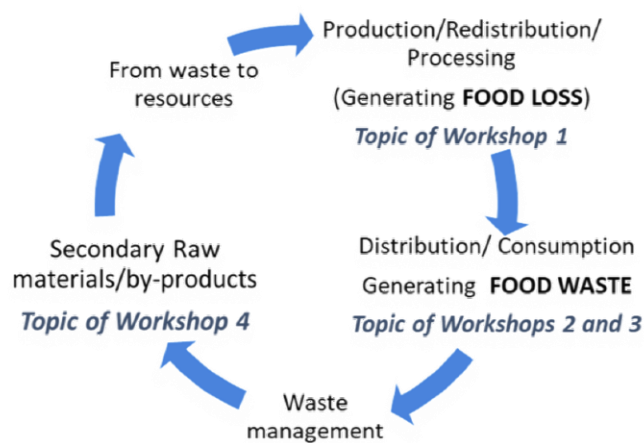 Production/Redistribution/
Processing
(Generating FOOD LOSS)
Topic of Workshop 1
Distribution/ Consumption
Generating FOOD WASTE
Topic of Workshops 2 and 3
Waste
management
Secondary Raw
materials/by-products
Topic of Workshop 4
From waste to
resources